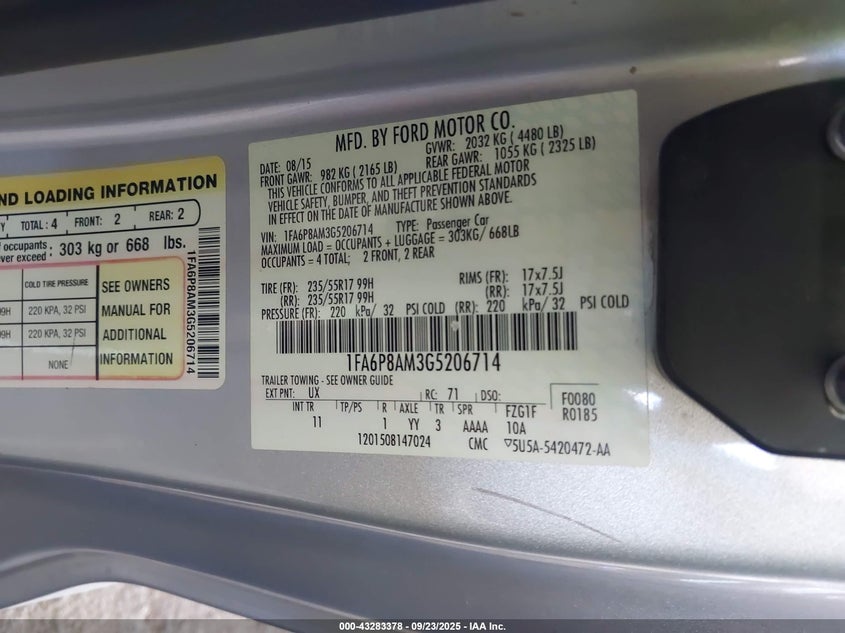 ND LOADING INFORMATION
Y TOTAL: 4 FRONT: 2 REAR: 2
of occupants
ver exceed: 303 kg or 668 lbs.
COLD TIRE PRESSURE
SEE OWNERS
9H 220 KPA, 32 PSI
MANUAL FOR
9H 220 KPA, 32 PSI
ADDITIONAL
NONE
INFORMATION
1FA6P8AM3G5206714
MFD. BY FORD MOTOR CO.
DATE: 08/15 GVWR: 2032 KG ( 4480 LB)
FRONT GAWR: 982 KG ( 2165 LB) REAR GAWR: 1055 KG ( 2325 LB)
THIS VEHICLE CONFORMS TO ALL APPLICABLE FEDERAL MOTOR
VEHICLE SAFETY, BUMPER, AND THEFT PREVENTION STANDARDS
IN EFFECT ON THE DATE OF MANUFACTURE SHOWN ABOVE.
VIN: 1FA6P8AM3G5206714 TYPE: Passenger Car
MAXIMUM LOAD = OCCUPANTS + LUGGAGE = 303KG/ 668LB
OCCUPANTS = 4 TOTAL; 2 FRONT, 2 REAR
TIRE (FR): 235/55R17 99H RIMS (FR): 17x7.5J
(RR): 235/55R17 99H (RR): 17x7.5J
PRESSURE (FR): 220 kPa/ 32 PSI COLD (RR): 220 kPa/ 32 PSI COLD
1FA6P8AM3G5206714
TRAILER TOWING - SEE OWNER GUIDE
EXT PNT: UX RC: 71 DSO: F0080
INT TR TP/PS R AXLE TR SPR FZG1F R0185
11 1 YY 3 AAAA 10A
1201508147024 CMC 5U5A-5420472-AA
000-43283378 - 09/23/2025 - IAA Inc.